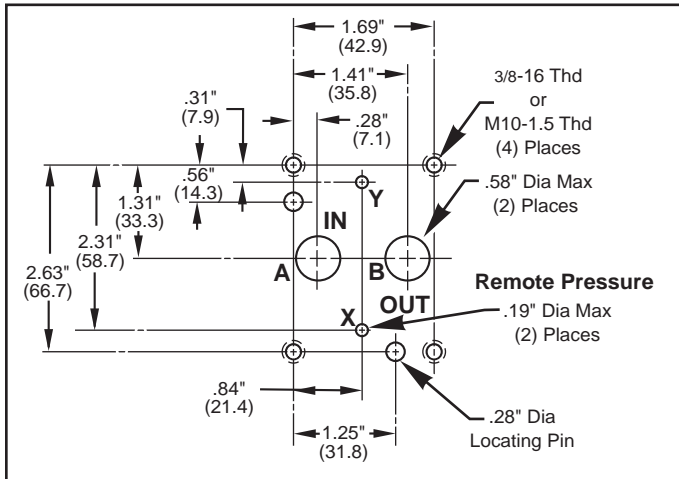 1.69"
(42.9)
1.41"
(35.8)
.31"
(7.9)
.28"
(7.1)
3/8-16 Thd
or
M10-1.5 Thd
(4) Places
.56"
(14.3)
1.31"
(33.3)
2.31"
(58.7)
2.63"
(66.7)
Y
IN
A
B
.58" Dia Max
(2) Places
OUT
X
Remote Pressure
.19" Dia Max
(2) Places
.84"
(21.4)
1.25"
(31.8)
.28" Dia
Locating Pin